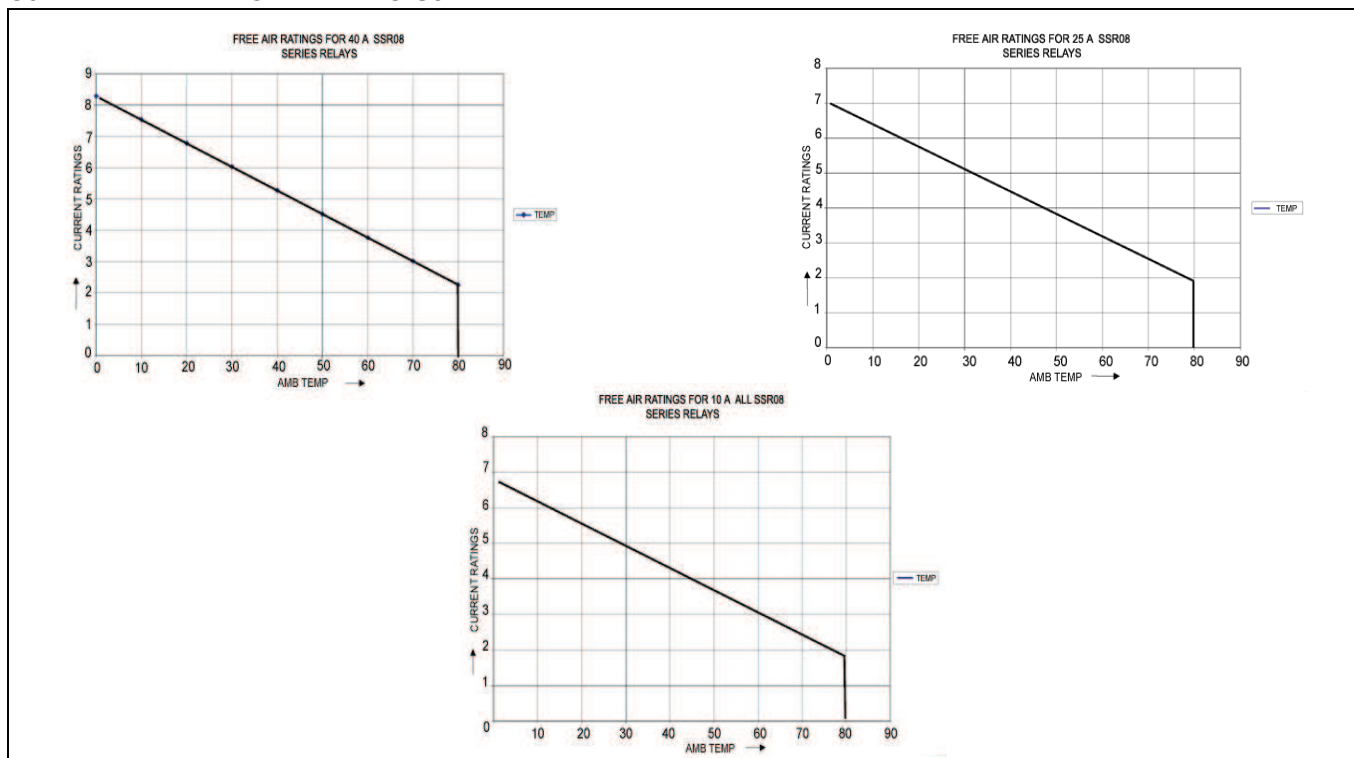 FREE AIR RATINGS FOR 40 A SSR08
SERIES RELAYS
9
8
7
6
5
4
3
2
1
0
CURRENT RATINGS
0 10 20 30 40 50 60 70 80 90
AMB TEMP
TEMP
FREE AIR RATINGS FOR 25 A SSR08
SERIES RELAYS
8
7
6
5
4
3
2
1
0
CURRENT RATINGS
0 10 20 30 40 50 60 70 80 90
AMB TEMP
TEMP
FREE AIR RATINGS FOR 10 A ALL SSR08
SERIES RELAYS
8
7
6
5
4
3
2
1
0
CURRENT RATINGS
10 20 30 40 50 60 70 80 90
AMB TEMP
TEMP